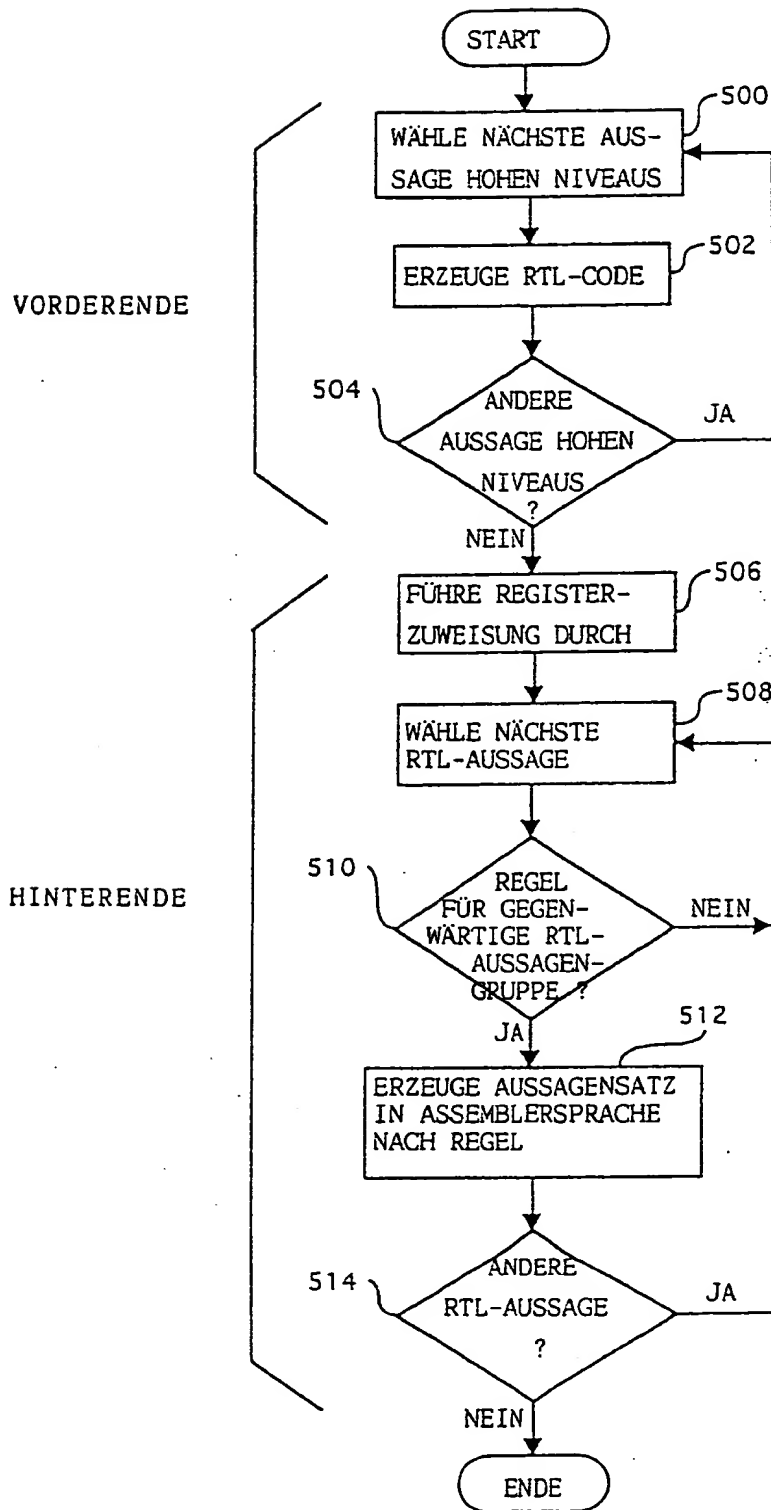 START
500
WÄHLE NÄCHSTE AUS-
SAGE HOHEN NIVEAUS
502
ERZEUGE RTL-CODE
VORDERENDE
504
ANDERE
AUSSAGE HOHEN
NIVEAUS
?
JA
NEIN
506
FÜHRE REGISTER-
ZUWEISUNG DURCH
508
WÄHLE NÄCHSTE
RTL-AUSSAGE
HINTERENDE
510
REGEL
FÜR GEGEN-
WÄRTIGE RTL-
AUSSAGEN-
GRUPPE ?
NEIN
JA
512
ERZEUGE AUSSAGENSATZ
IN ASSEMBLERSPRACHE
NACH REGEL
514
ANDERE
RTL-AUSSAGE
?
JA
NEIN
ENDE